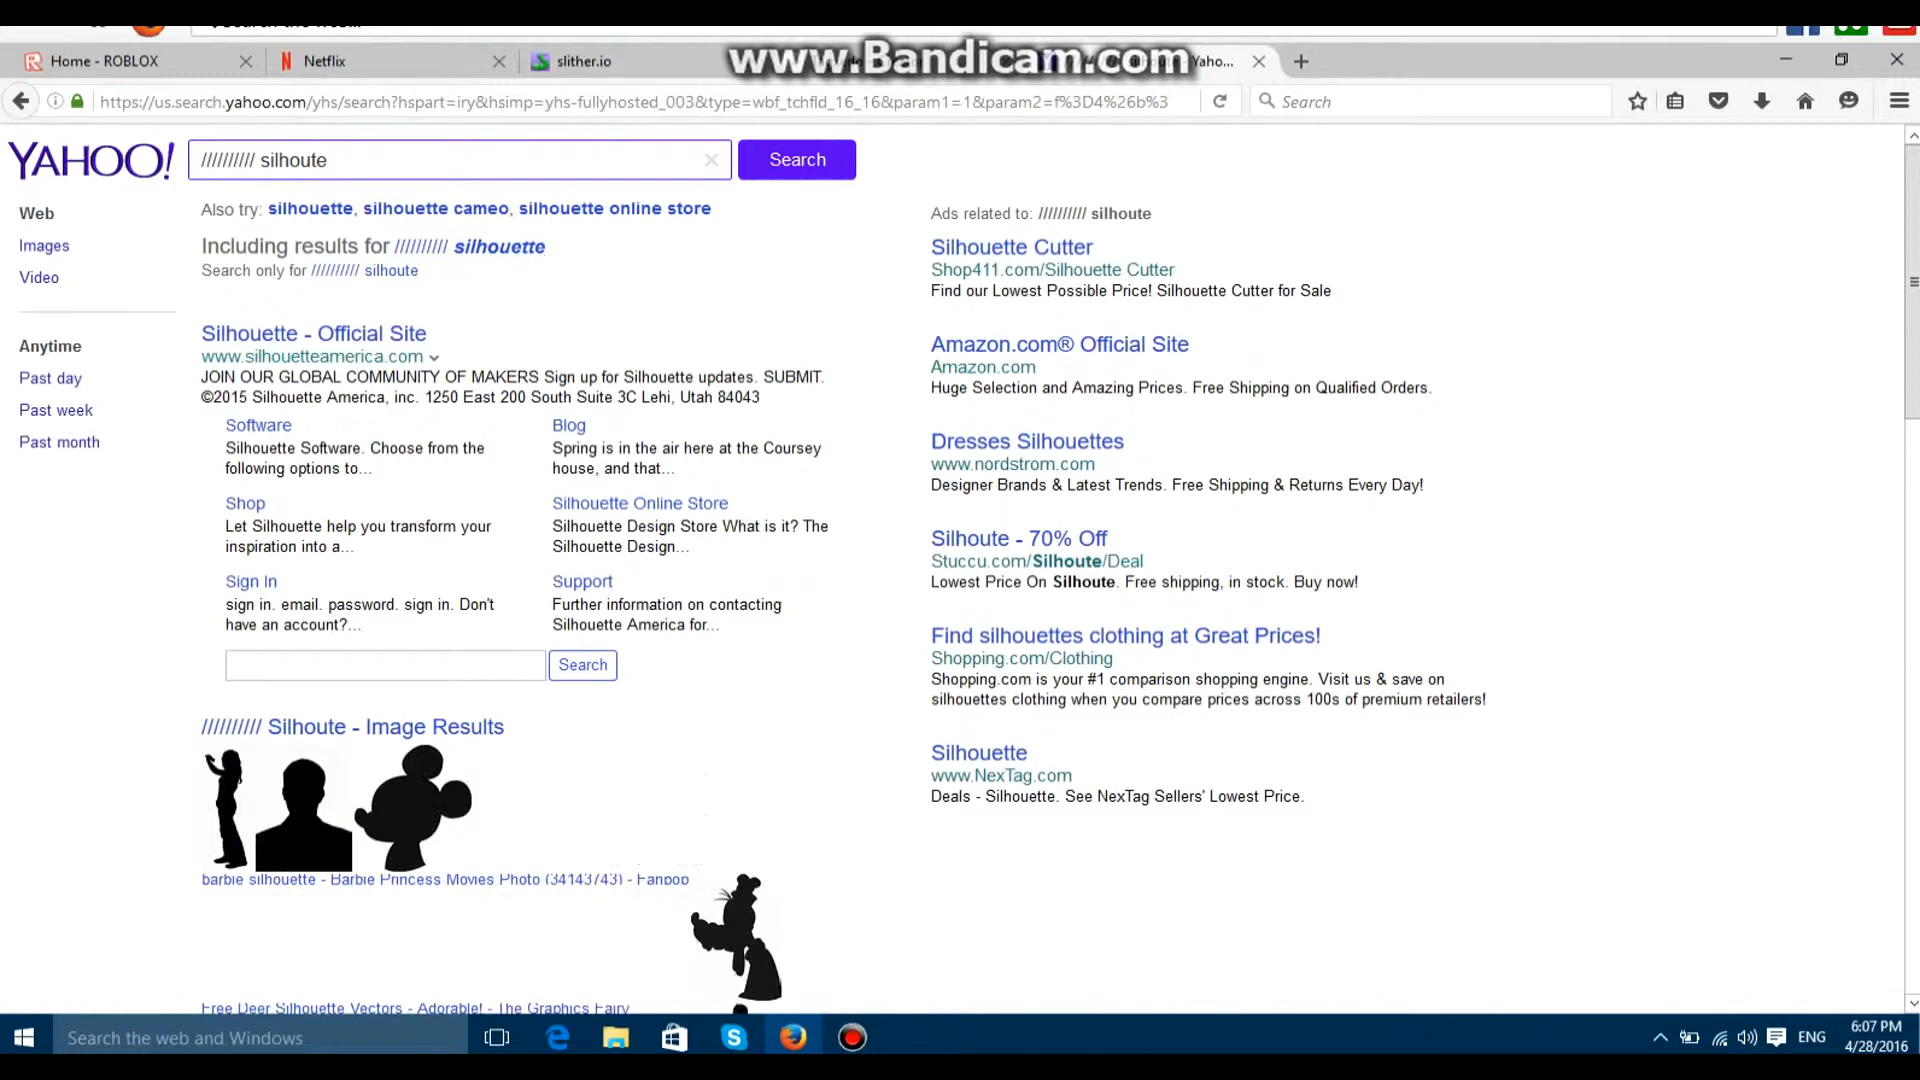 www.Bandicam.com
Home - ROBLOX
Netflix
slither.io
Yahoo...
https://us.search.yahoo.com/yhs/search?hspart=iry&hsimp=yhs-fullyhosted_003&type=wbf_tchfld_16_16&param1=1&param2=f%3D4%26b%3
Search
YAHOO!
////////// silhoute
Search
Web
Images
Video
Anytime
Past day
Past week
Past month
Also try: silhouette, silhouette cameo, silhouette online store
Including results for ////////// silhouette
Search only for ////////// silhoute
Silhouette - Official Site
www.silhouetteamerica.com
JOIN OUR GLOBAL COMMUNITY OF MAKERS Sign up for Silhouette updates. SUBMIT.
©2015 Silhouette America, inc. 1250 East 200 South Suite 3C Lehi, Utah 84043
Software
Silhouette Software. Choose from the
following options to...
Blog
Spring is in the air here at the Coursey
house, and that...
Shop
Let Silhouette help you transform your
inspiration into a...
Silhouette Online Store
Silhouette Design Store What is it? The
Silhouette Design...
Sign In
sign in. email. password. sign in. Don't
have an account?...
Support
Further information on contacting
Silhouette America for...
Search
////////// Silhoute - Image Results
barbie silhouette - Barbie Princess Movies Photo (34143743) - Fanpop
Free Deer Silhouette Vectors - Adorable! - The Graphics Fairy
Ads related to: ////////// silhoute
Silhouette Cutter
Shop411.com/Silhouette Cutter
Find our Lowest Possible Price! Silhouette Cutter for Sale
Amazon.com® Official Site
Amazon.com
Huge Selection and Amazing Prices. Free Shipping on Qualified Orders.
Dresses Silhouettes
www.nordstrom.com
Designer Brands & Latest Trends. Free Shipping & Returns Every Day!
Silhoute - 70% Off
Stuccu.com/Silhoute/Deal
Lowest Price On Silhoute. Free shipping, in stock. Buy now!
Find silhouettes clothing at Great Prices!
Shopping.com/Clothing
Shopping.com is your #1 comparison shopping engine. Visit us & save on
silhouettes clothing when you compare prices across 100s of premium retailers!
Silhouette
www.NexTag.com
Deals - Silhouette. See NexTag Sellers' Lowest Price.
Search the web and Windows
ENG
6:07 PM
4/28/2016